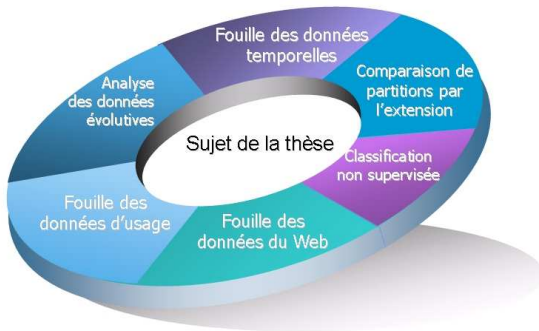 Fouille des données
temporelles
Comparaison de
partitions par
l'extension
Classification
non supervisée
Fouille des
données du Web
Fouille des
données d'usage
Analyse
des données
évolutives
Sujet de la thèse